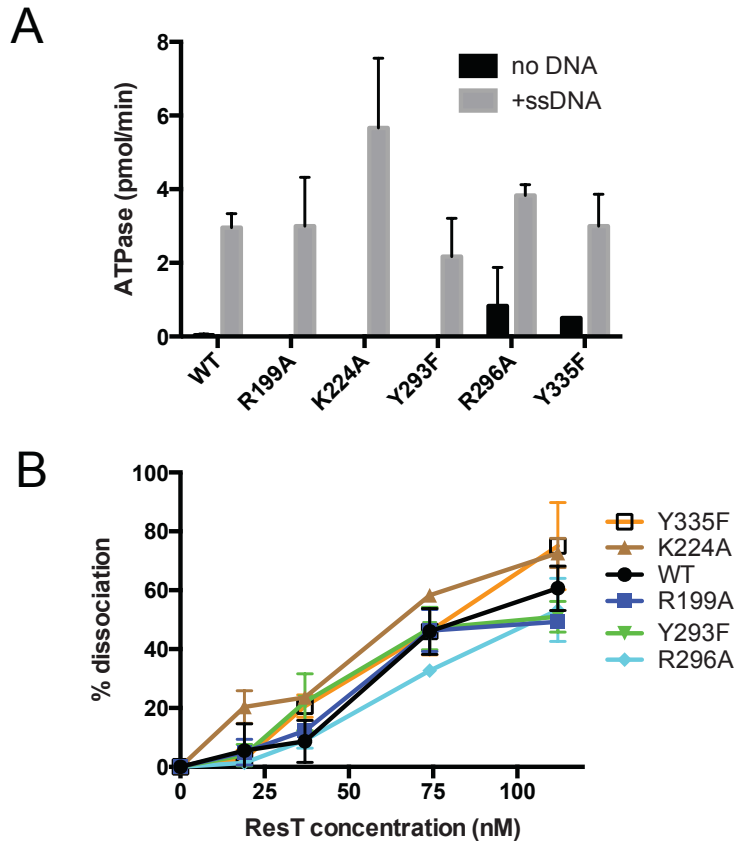 A
8
6
4
2
0
ATPase (pmol/min)
no DNA
+ssDNA
WT
R199A
K224A
Y293F
R296A
Y335F
B
100
80
60
40
20
0
% dissociation
0
25
50
75
100
ResT concentration (nM)
Y335F
K224A
WT
R199A
Y293F
R296A